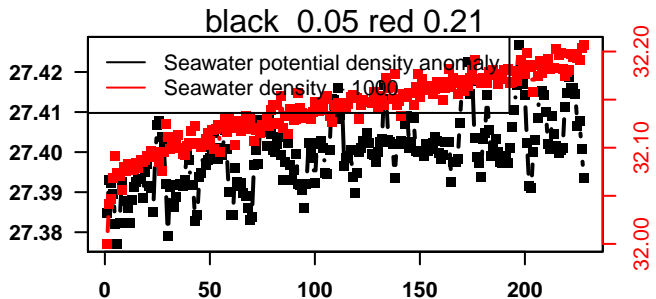 black 0.05 red 0.21
Seawater potential density anomaly
Seawater density - 1000
27.42
27.41
27.40
27.39
27.38
32.20
32.10
32.00
0 50 100 150 200